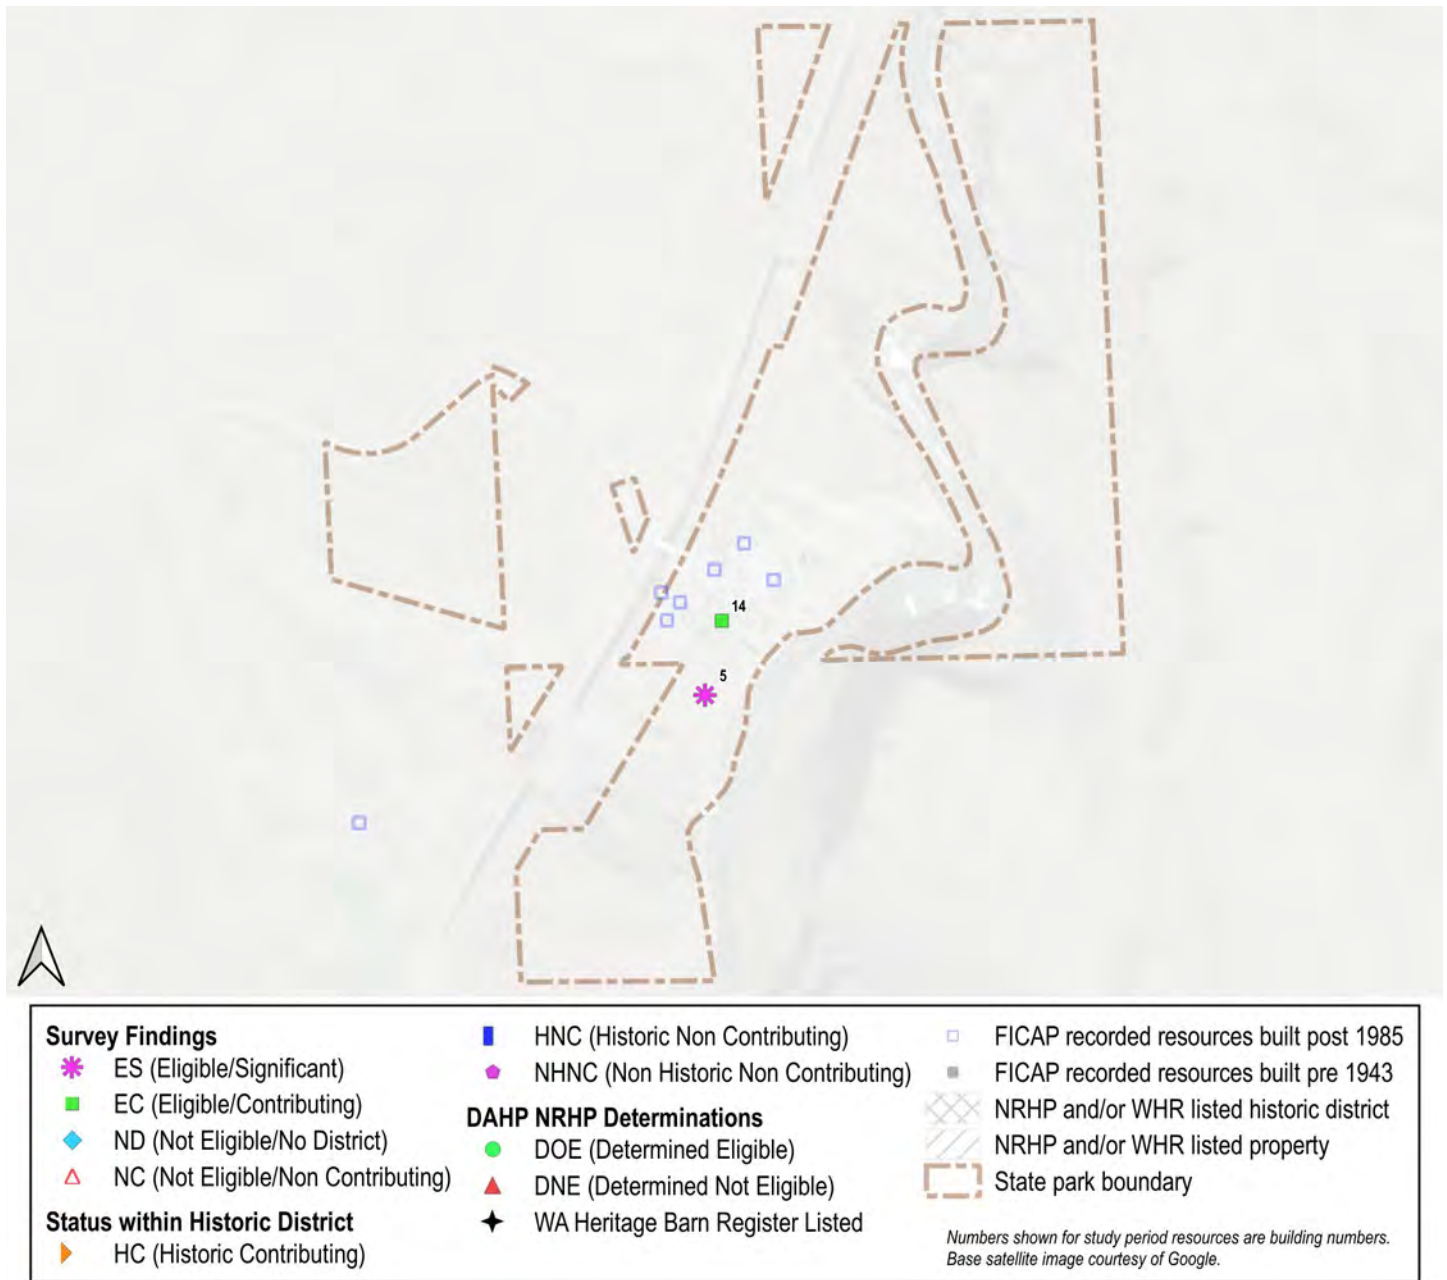 14
5
Survey Findings
ES (Eligible/Significant)
EC (Eligible/Contributing)
ND (Not Eligible/No District)
NC (Not Eligible/Non Contributing)
Status within Historic District
HC (Historic Contributing)
HNC (Historic Non Contributing)
NHNC (Non Historic Non Contributing)
DAHP NRHP Determinations
DOE (Determined Eligible)
DNE (Determined Not Eligible)
WA Heritage Barn Register Listed
FICAP recorded resources built post 1985
FICAP recorded resources built pre 1943
NRHP and/or WHR listed historic district
NRHP and/or WHR listed property
State park boundary
Numbers shown for study period resources are building numbers.
Base satellite image courtesy of Google.